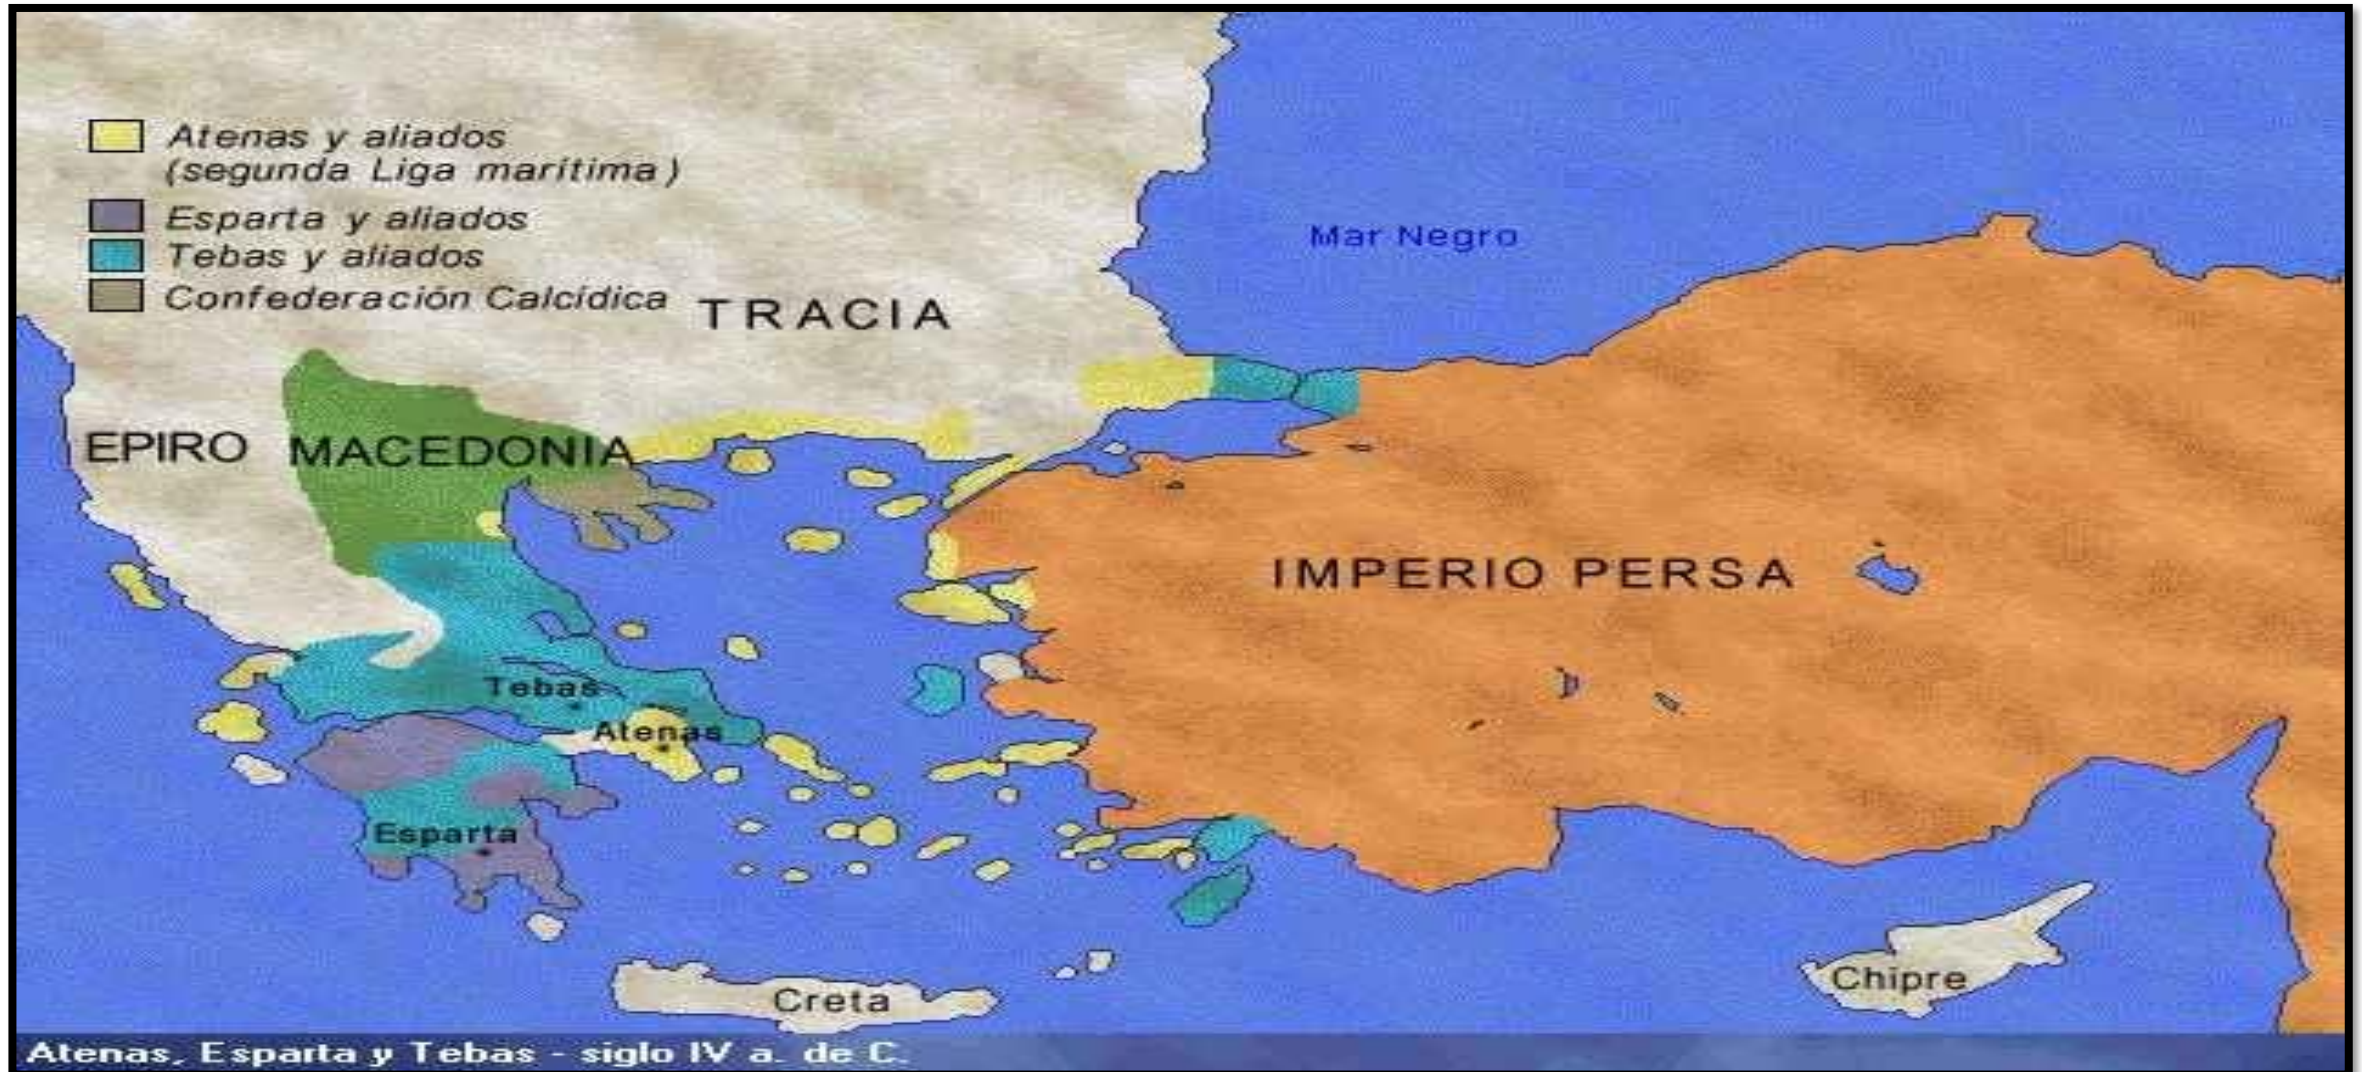 Atenas y aliados
(segunda Liga marítima)
Esparta y aliados
Tebas y aliados
Confederación Calcídica
TRACIA
Mar Negro
EPIRO
MACEDONIA
IMPERIO PERSA
Tebas
Atenas
Esparta
Creta
Chipre
Atenas, Esparta y Tebas - siglo IV a. de C.